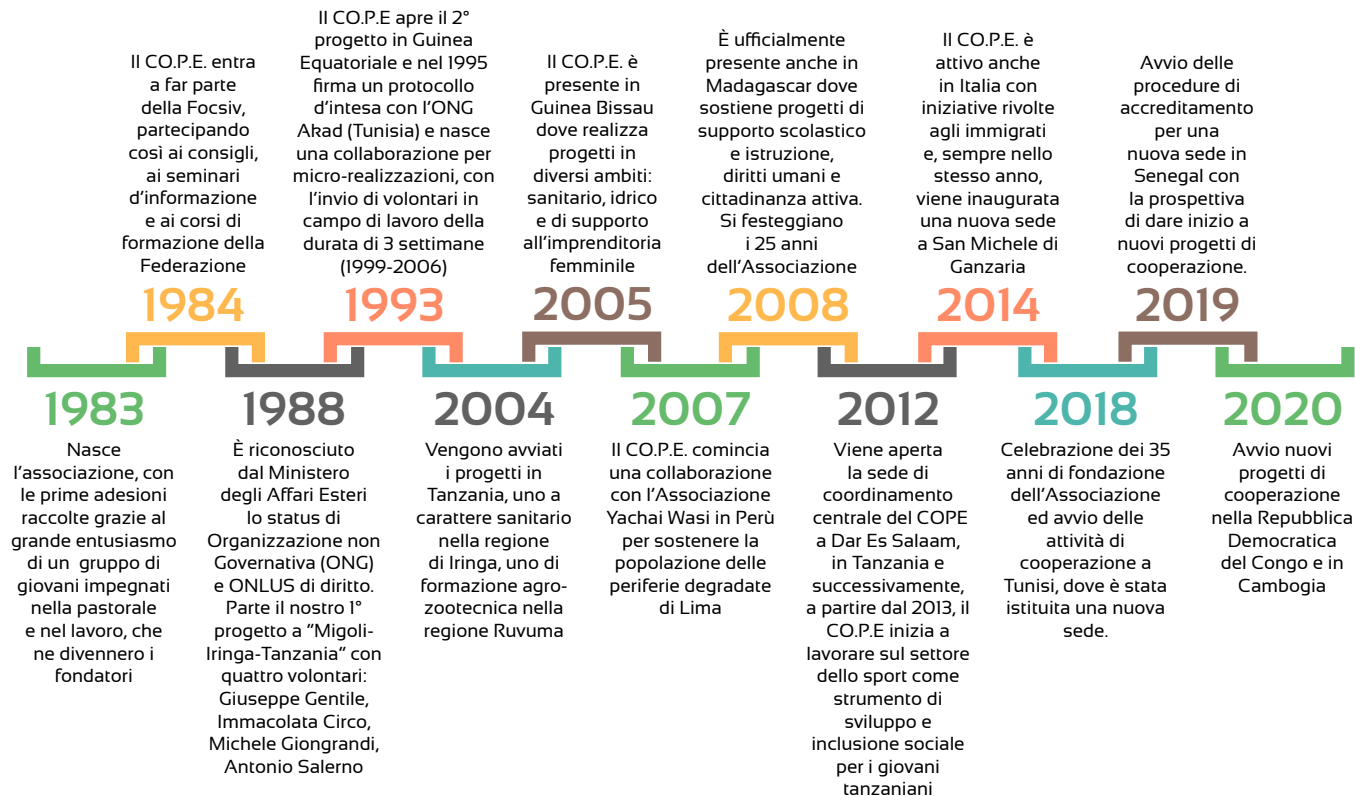 Il CO.P.E. entra
a far parte
della Focsiv,
partecipando
così ai consigli,
ai seminari
d'informazione
e ai corsi di
formazione della
Federazione
1984
Il CO.P.E apre il 2°
progetto in Guinea
Equatoriale e nel 1995
firma un protocollo
d'intesa con l'ONG
Akad (Tunisia) e nasce
una collaborazione per
micro-realizzazioni, con
l'invio di volontari in
campo di lavoro della
durata di 3 settimane
(1999-2006)
1993
Il CO.P.E. è
presente in
Guinea Bissau
dove realizza
progetti in
diversi ambiti:
sanitario, idrico
e di supporto
all'imprenditoria
femminile
2005
È ufficialmente
presente anche in
Madagascar dove
sostiene progetti di
supporto scolastico
e istruzione,
diritti umani e
cittadinanza attiva.
Si festeggiano
i 25 anni
dell'Associazione
2008
Il CO.P.E. è
attivo anche
in Italia con
iniziative rivolte
agli immigrati
e, sempre nello
stesso anno,
viene inaugurata
una nuova sede
a San Michele di
Ganzaria
2014
Avvio delle
procedure di
accreditamento
per una
nuova sede in
Senegal con
la prospettiva
di dare inizio a
nuovi progetti di
cooperazione.
2019
1983
Nasce
l'associazione, con
le prime adesioni
raccolte grazie al
grande entusiasmo
di un gruppo di
giovani impegnati
nella pastorale
e nel lavoro, che
ne divennero i
fondatori
1988
È riconosciuto
dal Ministero
degli Affari Esteri
lo status di
Organizzazione non
Governativa (ONG)
e ONLUS di diritto.
Parte il nostro 1°
progetto a "Migoli-
Iringa-Tanzania" con
quattro volontari:
Giuseppe Gentile,
Immacolata Circo,
Michele Giongrandi,
Antonio Salerno
2004
Vengono avviati
i progetti in
Tanzania, uno a
carattere sanitario
nella regione
di Iringa, uno di
formazione agro-
zootecnica nella
regione Ruvuma
2007
Il CO.P.E. comincia
una collaborazione
con l'Associazione
Yachai Wasi in Perù
per sostenere la
popolazione delle
periferie degradate
di Lima
2012
Viene aperta
la sede di
coordinamento
centrale del COPE
a Dar Es Salaam,
in Tanzania e
successivamente,
a partire dal 2013, il
CO.P.E inizia a
lavorare sul settore
dello sport come
strumento di
sviluppo e
inclusione sociale
per i giovani
tanzaniani
2018
Celebrazione dei 35
anni di fondazione
dell'Associazione
ed avvio delle
attività di
cooperazione a
Tunisi, dove è stata
istituita una nuova
sede.
2020
Avvio nuovi
progetti di
cooperazione
nella Repubblica
Democratica
del Congo e in
Cambogia